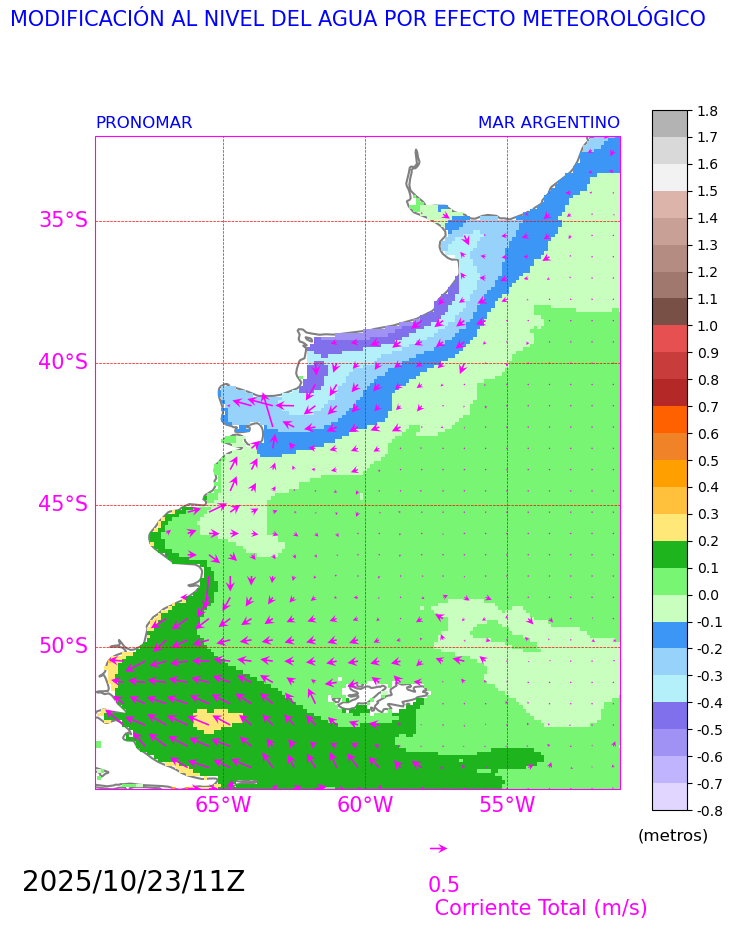 MODIFICACIÓN AL NIVEL DEL AGUA POR EFECTO METEOROLÓGICO
PRONOMAR MAR ARGENTINO
1.8
1.7
1.6
1.5
1.4
1.3
1.2
1.1
1.0
0.9
0.8
0.7
0.6
0.5
0.4
0.3
0.2
0.1
0.0
-0.1
-0.2
-0.3
-0.4
-0.5
-0.6
-0.7
-0.8
(metros)
35°S
40°S
45°S
50°S
65°W 60°W 55°W
2025/10/23/11Z
0.5
Corriente Total (m/s)